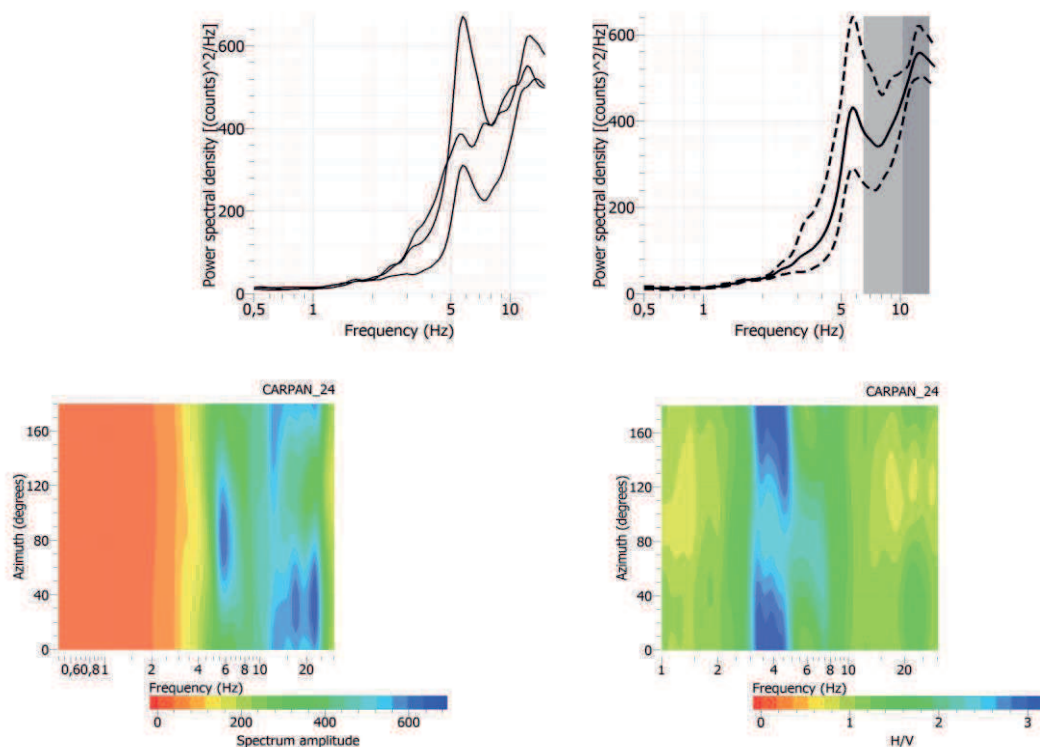 Power spectral density [(counts)^2/Hz]
600
400
200
0
0,5 1 5 10
Frequency (Hz)
Power spectral density [(counts)^2/Hz]
600
400
200
0
0,5 1 5 10
Frequency (Hz)
CARPAN_24
Azimuth (degrees)
160
120
80
40
0
0,60,81 2 4 6 8 10 20
Frequency (Hz)
0 200 400 600
Spectrum amplitude
CARPAN_24
Azimuth (degrees)
160
120
80
40
0
1 2 4 6 8 10 20
Frequency (Hz)
0 1 2 3
H/V